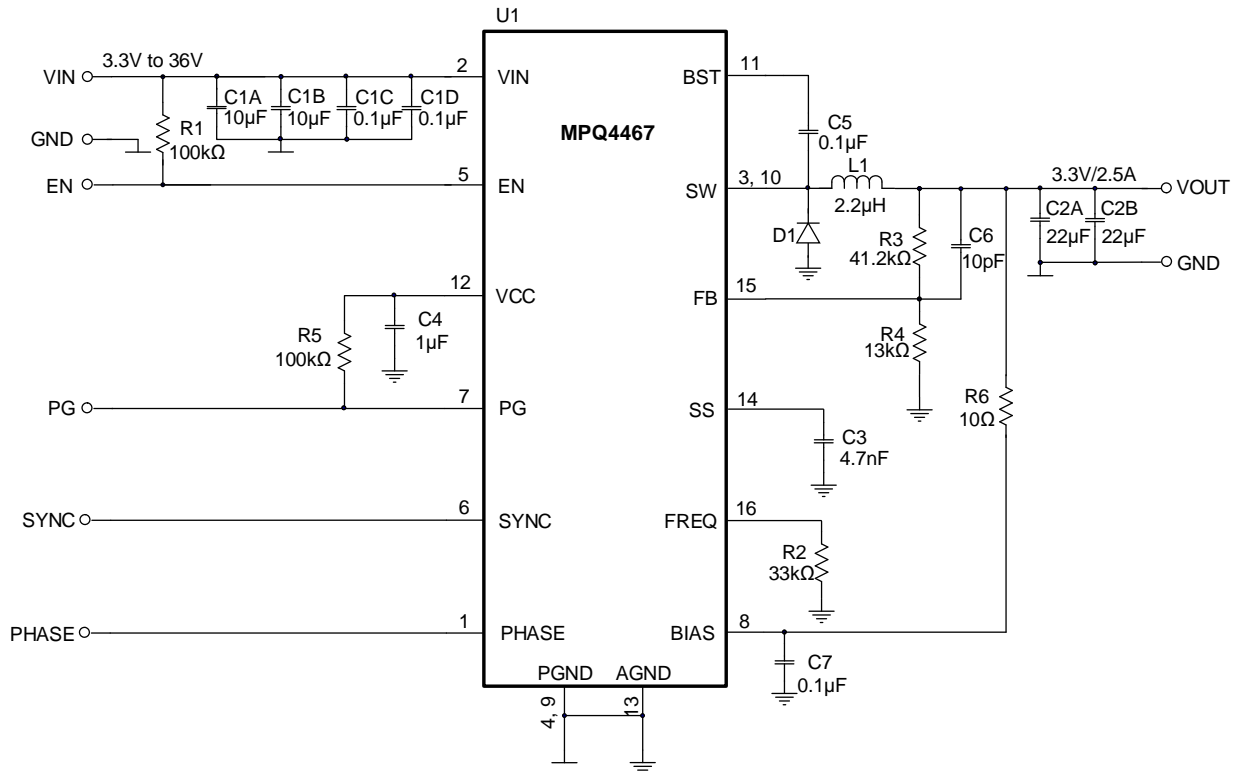 U1
3.3V to 36V
VIN
2
VIN
C1A
10µF
C1B
10µF
C1C
0.1µF
C1D
0.1µF
GND
R1
100kΩ
EN
5
EN
12
VCC
R5
100kΩ
C4
1µF
PG
7
PG
SYNC
6
SYNC
PHASE
1
PHASE
MPQ4467
BST
11
C5
0.1µF
SW
3, 10
L1
2.2µH
3.3V/2.5A
VOUT
D1
R3
41.2kΩ
C6
10pF
C2A
22µF
C2B
22µF
GND
FB
15
R4
13kΩ
R6
10Ω
SS
14
C3
4.7nF
FREQ
16
R2
33kΩ
BIAS
8
C7
0.1µF
PGND
AGND
4, 9
13